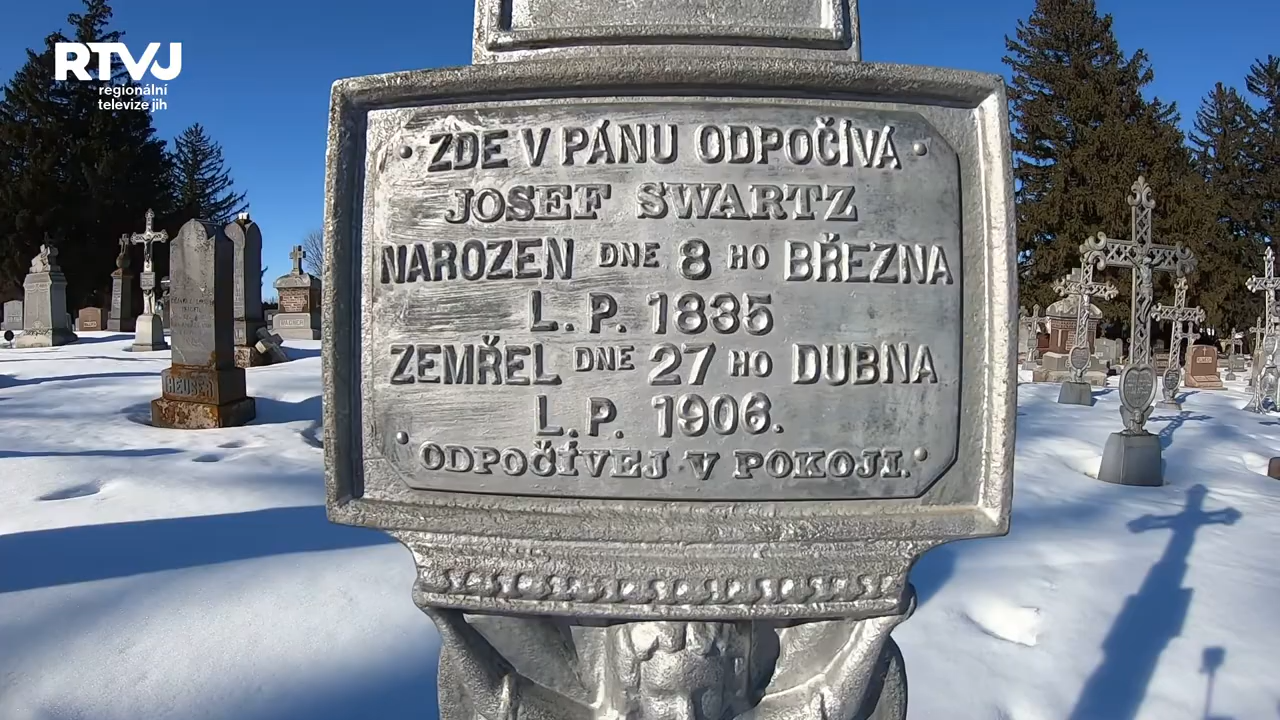 RTVJ
regionální
televize jih
ZDE V PÁNU ODPOČÍVÁ
JOSEF SWARTZ
NAROZEN DNE 8 HO BŘEZNA
L. P. 1835
ZEMŘEL DNE 27 HO DUBNA
L. P. 1906.
ODPOČÍVEJ V POKOJI.
HEUSER